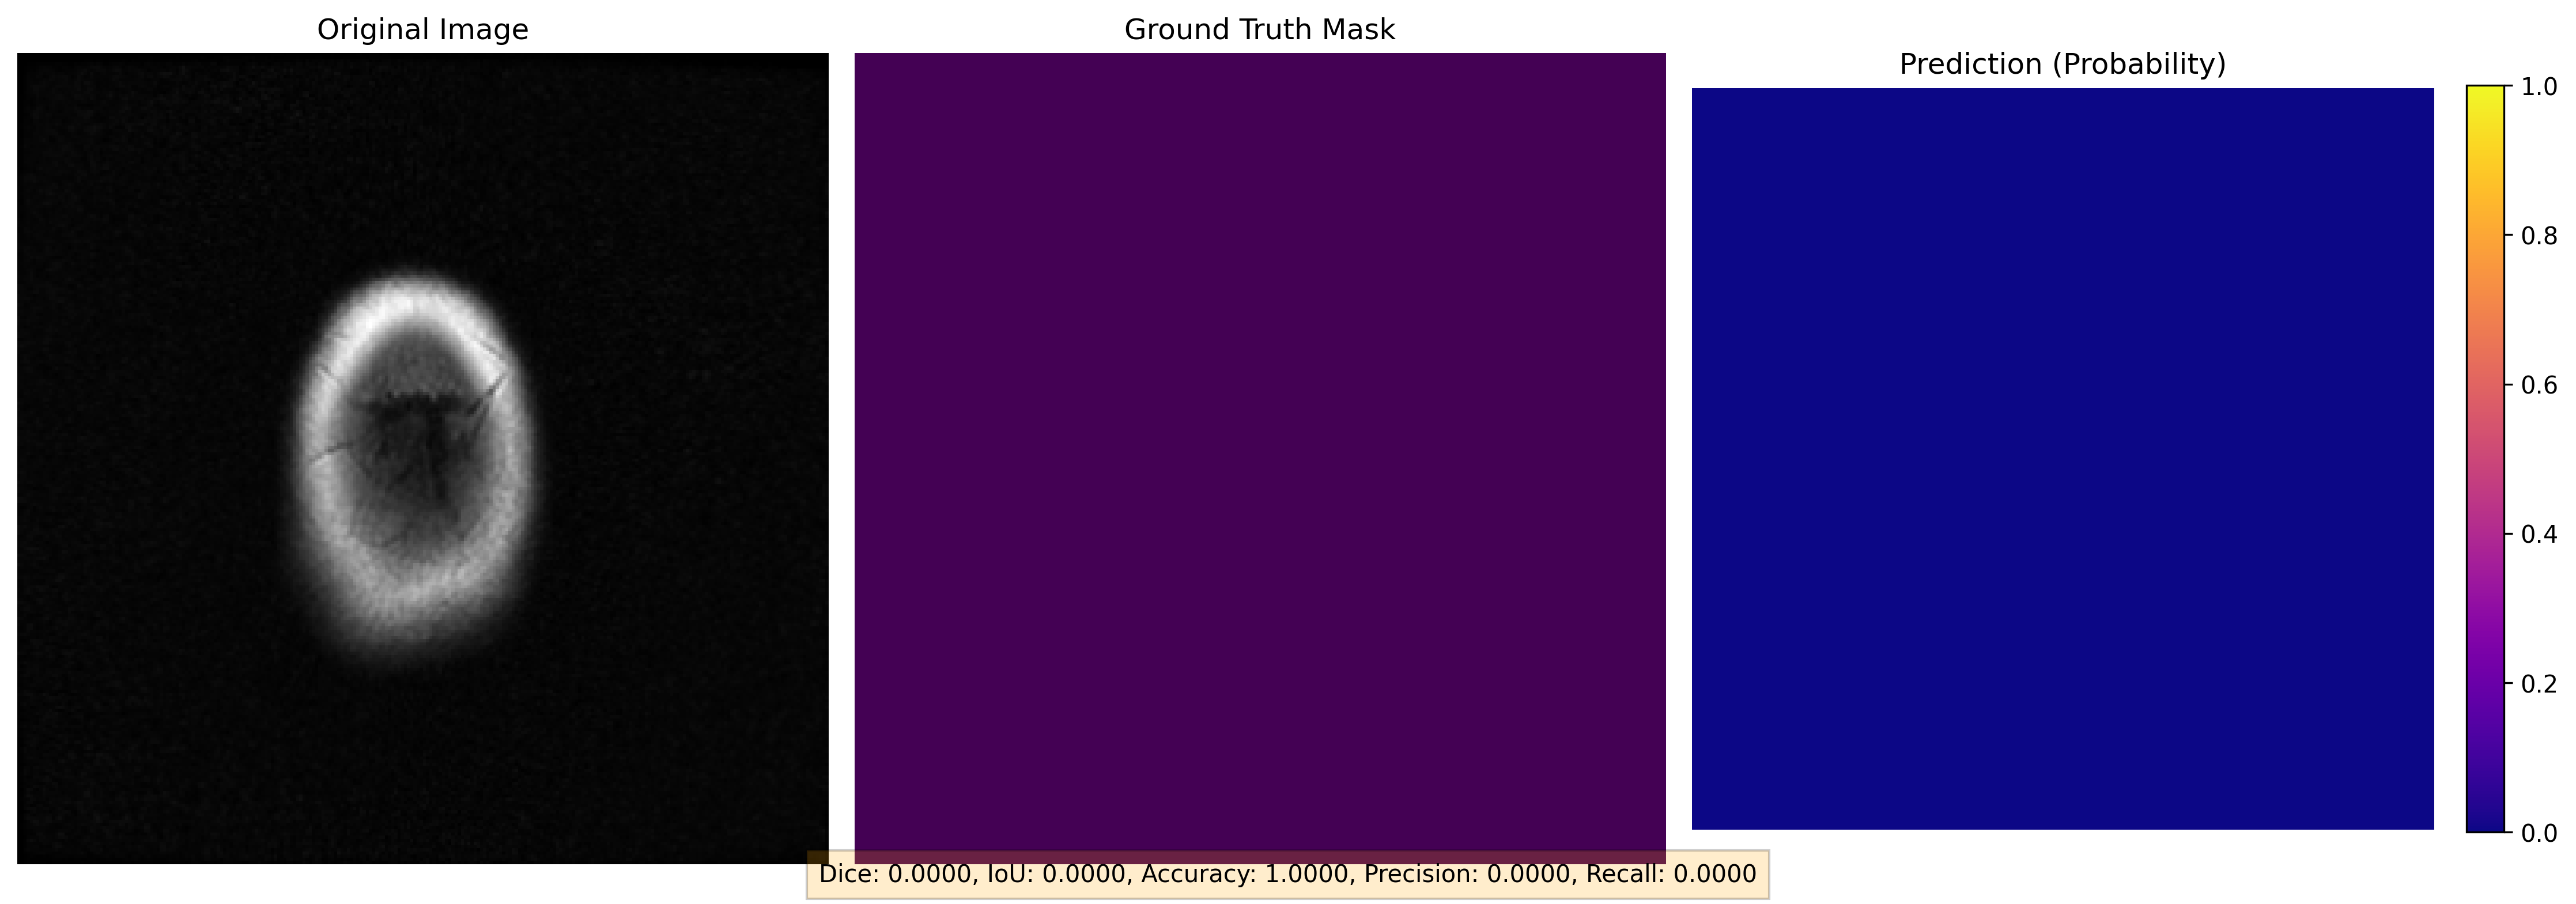 Original Image
Ground Truth Mask
Prediction (Probability)
1.0
0.8
0.6
0.4
0.2
0.0
Dice: 0.0000, IoU: 0.0000, Accuracy: 1.0000, Precision: 0.0000, Recall: 0.0000